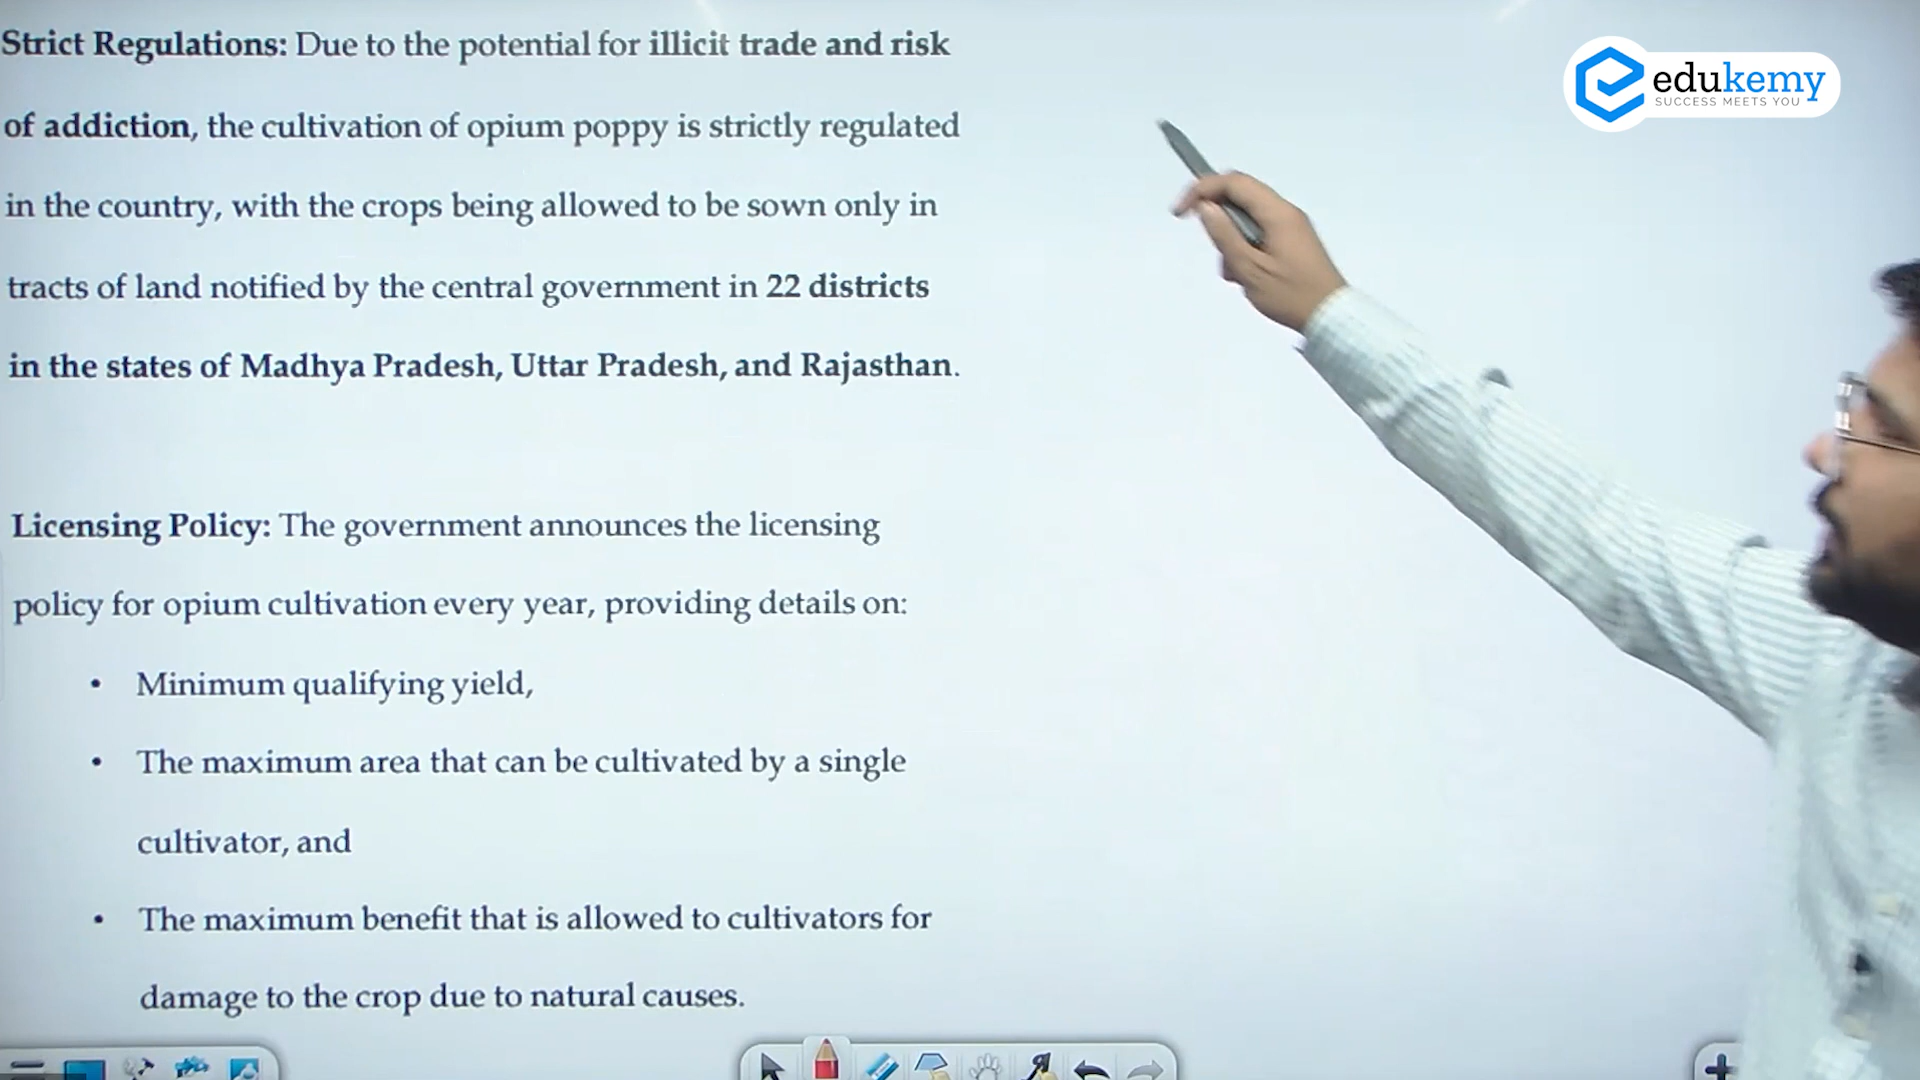 Strict Regulations: Due to the potential for illicit trade and risk
of addiction, the cultivation of opium poppy is strictly regulated
in the country, with the crops being allowed to be sown only in
tracts of land notified by the central government in 22 districts
in the states of Madhya Pradesh, Uttar Pradesh, and Rajasthan.
edukemy
SUCCESS MEETS YOU
Licensing Policy: The government announces the licensing
policy for opium cultivation every year, providing details on:
• Minimum qualifying yield,
• The maximum area that can be cultivated by a single
cultivator, and
• The maximum benefit that is allowed to cultivators for
damage to the crop due to natural causes.